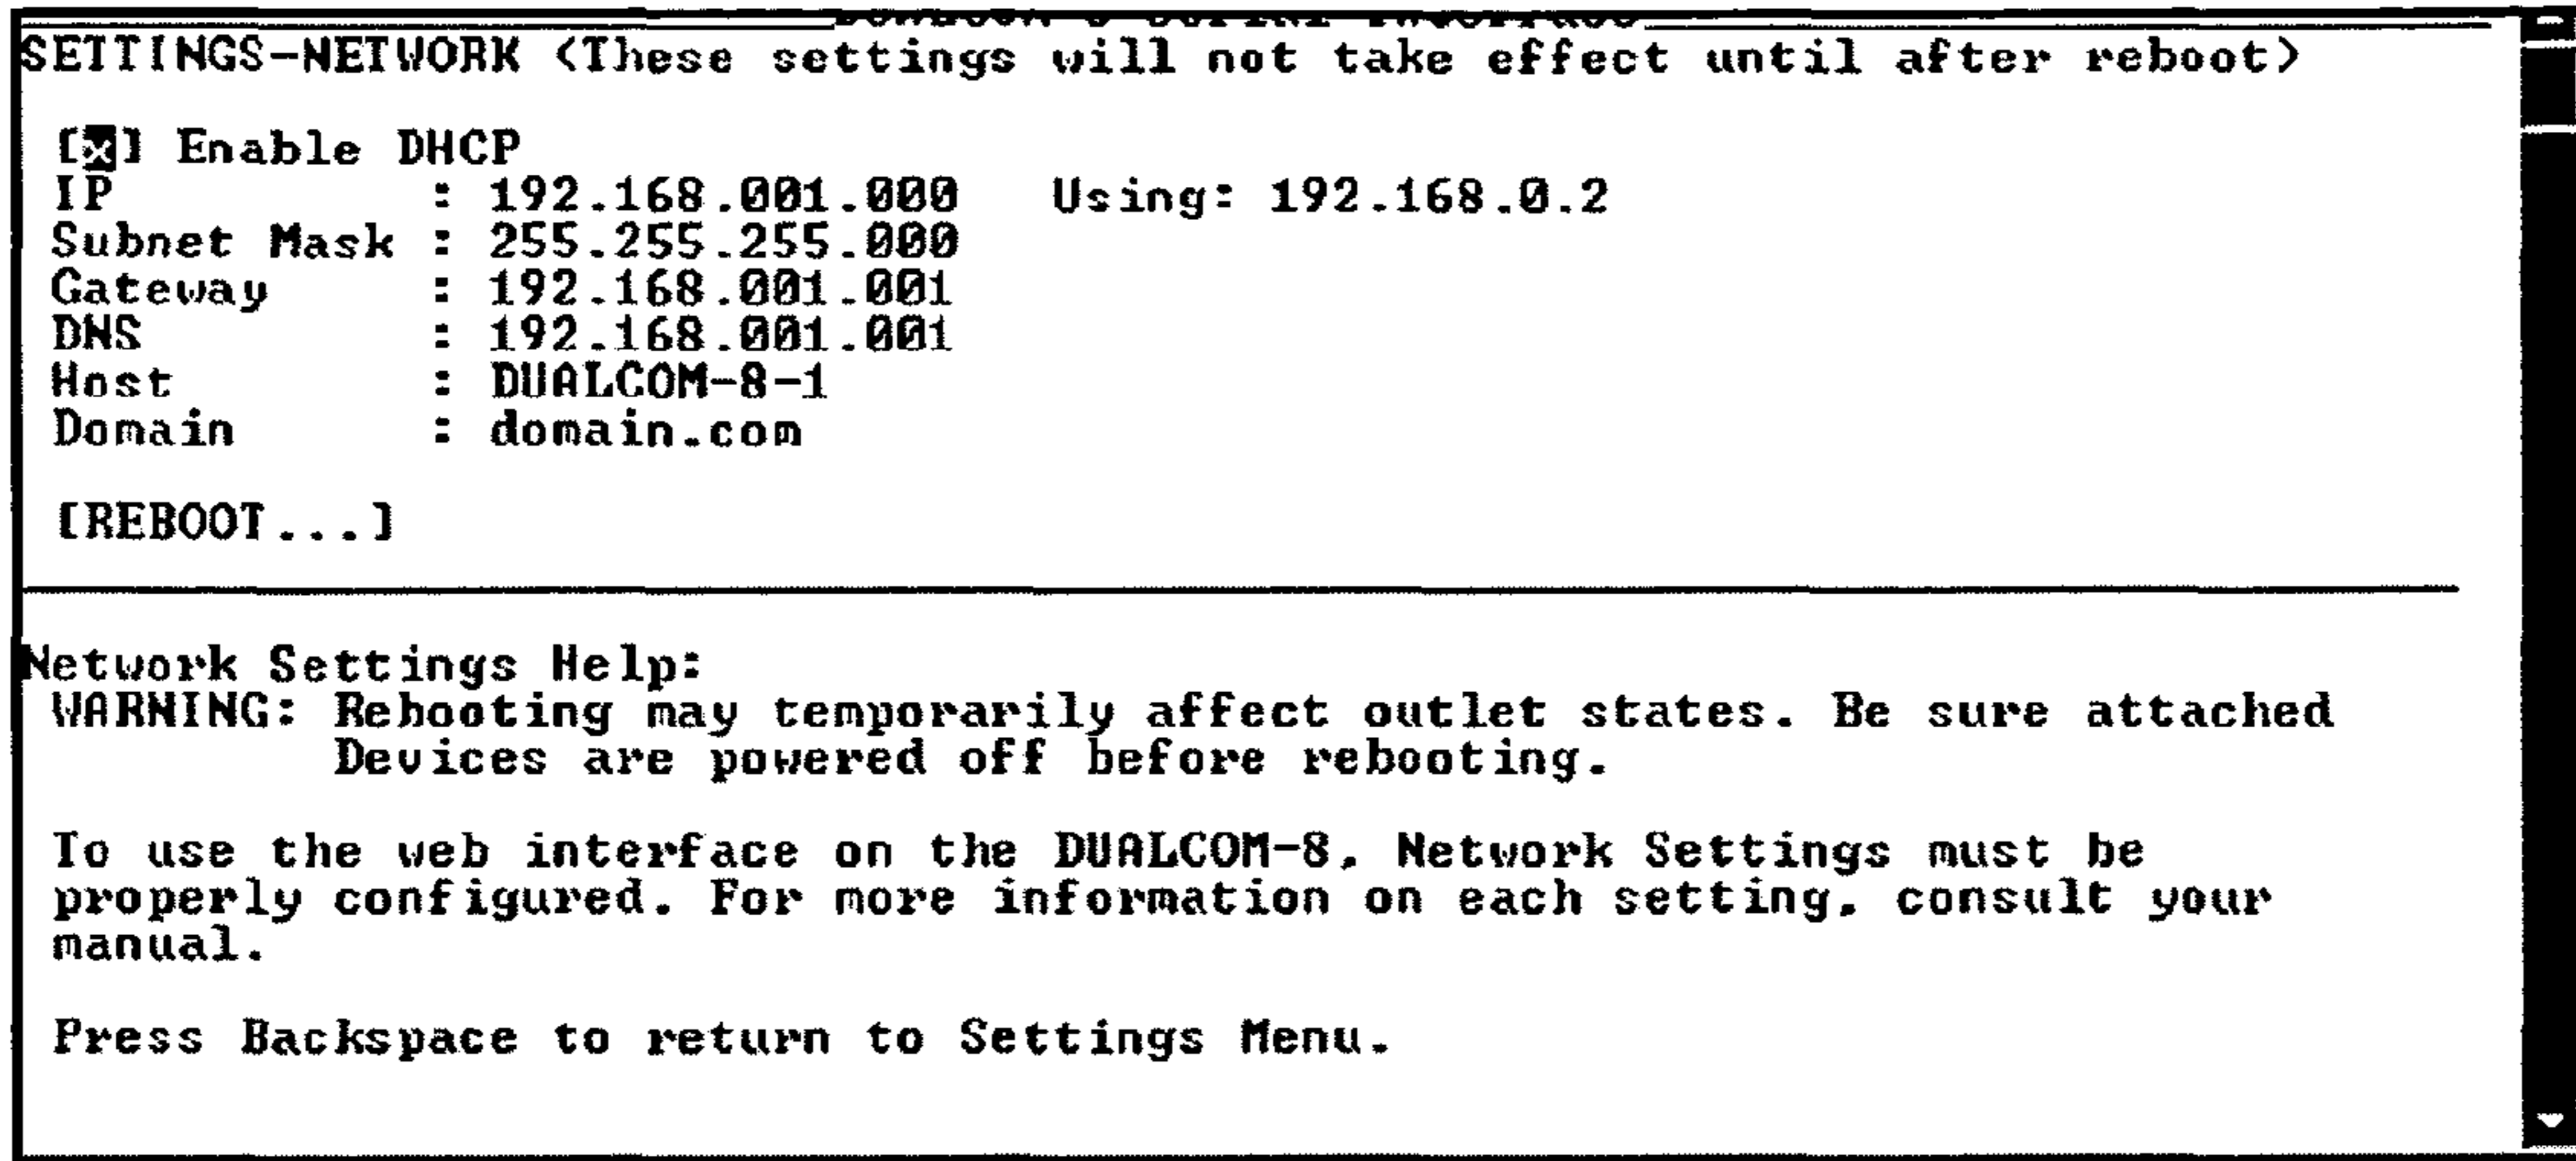 SETTINGS-NETWORK (These settings will not take effect until after reboot)
[x] Enable DHCP
IP : 192.168.001.000 Using: 192.168.0.2
Subnet Mask : 255.255.255.000
Gateway : 192.168.001.001
DNS : 192.168.001.001
Host : DUALCOM-8-1
Domain : domain.com
[REBOOT...]
Network Settings Help:
WARNING: Rebooting may temporarily affect outlet states. Be sure attached
Devices are powered off before rebooting.
To use the web interface on the DUALCOM-8, Network Settings must be
properly configured. For more information on each setting, consult your
manual.
Press Backspace to return to Settings Menu.